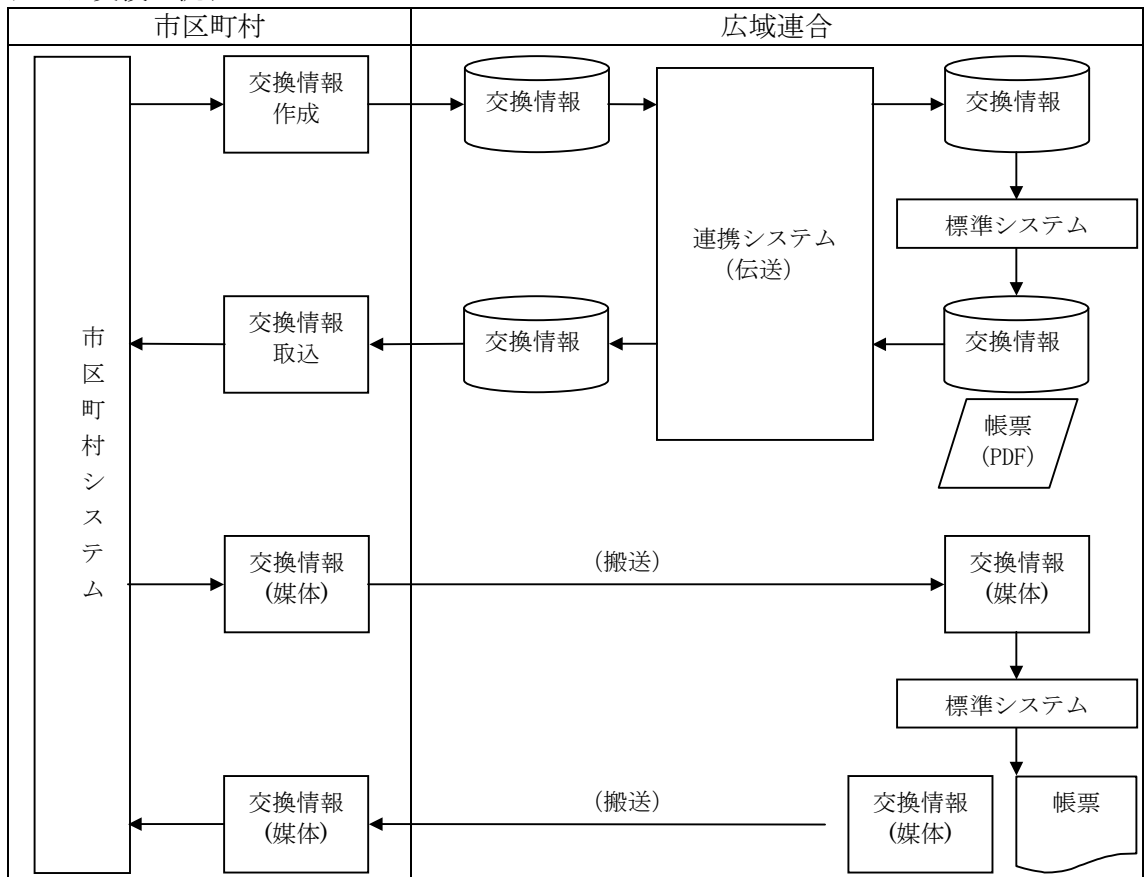 市区町村
広域連合
交換情報
作成
交換情報
交換情報
標準システム
連携システム
（伝送）
交換情報
取込
交換情報
交換情報
帳票
(PDF)
市区町村システム
交換情報
(媒体)
（搬送）
交換情報
(媒体)
標準システム
交換情報
(媒体)
（搬送）
交換情報
(媒体)
帳票